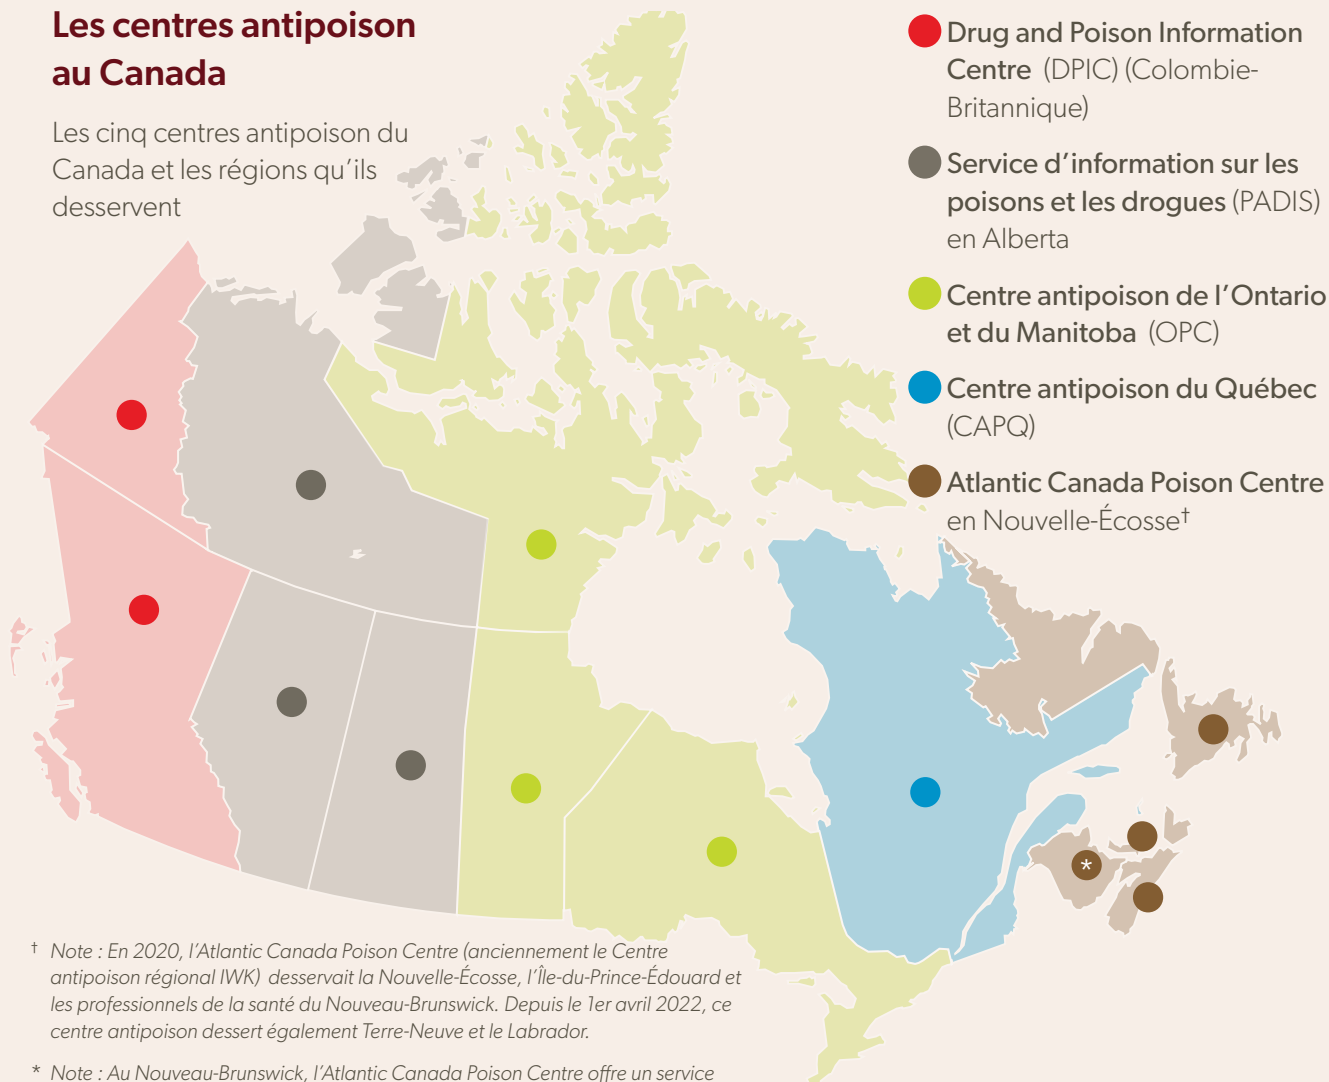 Les centres antipoison
au Canada
Les cinq centres antipoison du
Canada et les régions qu’ils
desservent
Drug and Poison Information
Centre (DPIC) (Colombie-
Britannique)
Service d’information sur les
poisons et les drogues (PADIS)
en Alberta
Centre antipoison de l’Ontario
et du Manitoba (OPC)
Centre antipoison du Québec
(CAPQ)
Atlantic Canada Poison Centre
en Nouvelle-Écosse†
*
† Note : En 2020, l’Atlantic Canada Poison Centre (anciennement le Centre
antipoison régional IWK) desservait la Nouvelle-Écosse, l’Île-du-Prince-Édouard et
les professionnels de la santé du Nouveau-Brunswick. Depuis le 1er avril 2022, ce
centre antipoison dessert également Terre-Neuve et le Labrador.
* Note : Au Nouveau-Brunswick, l’Atlantic Canada Poison Centre offre un service